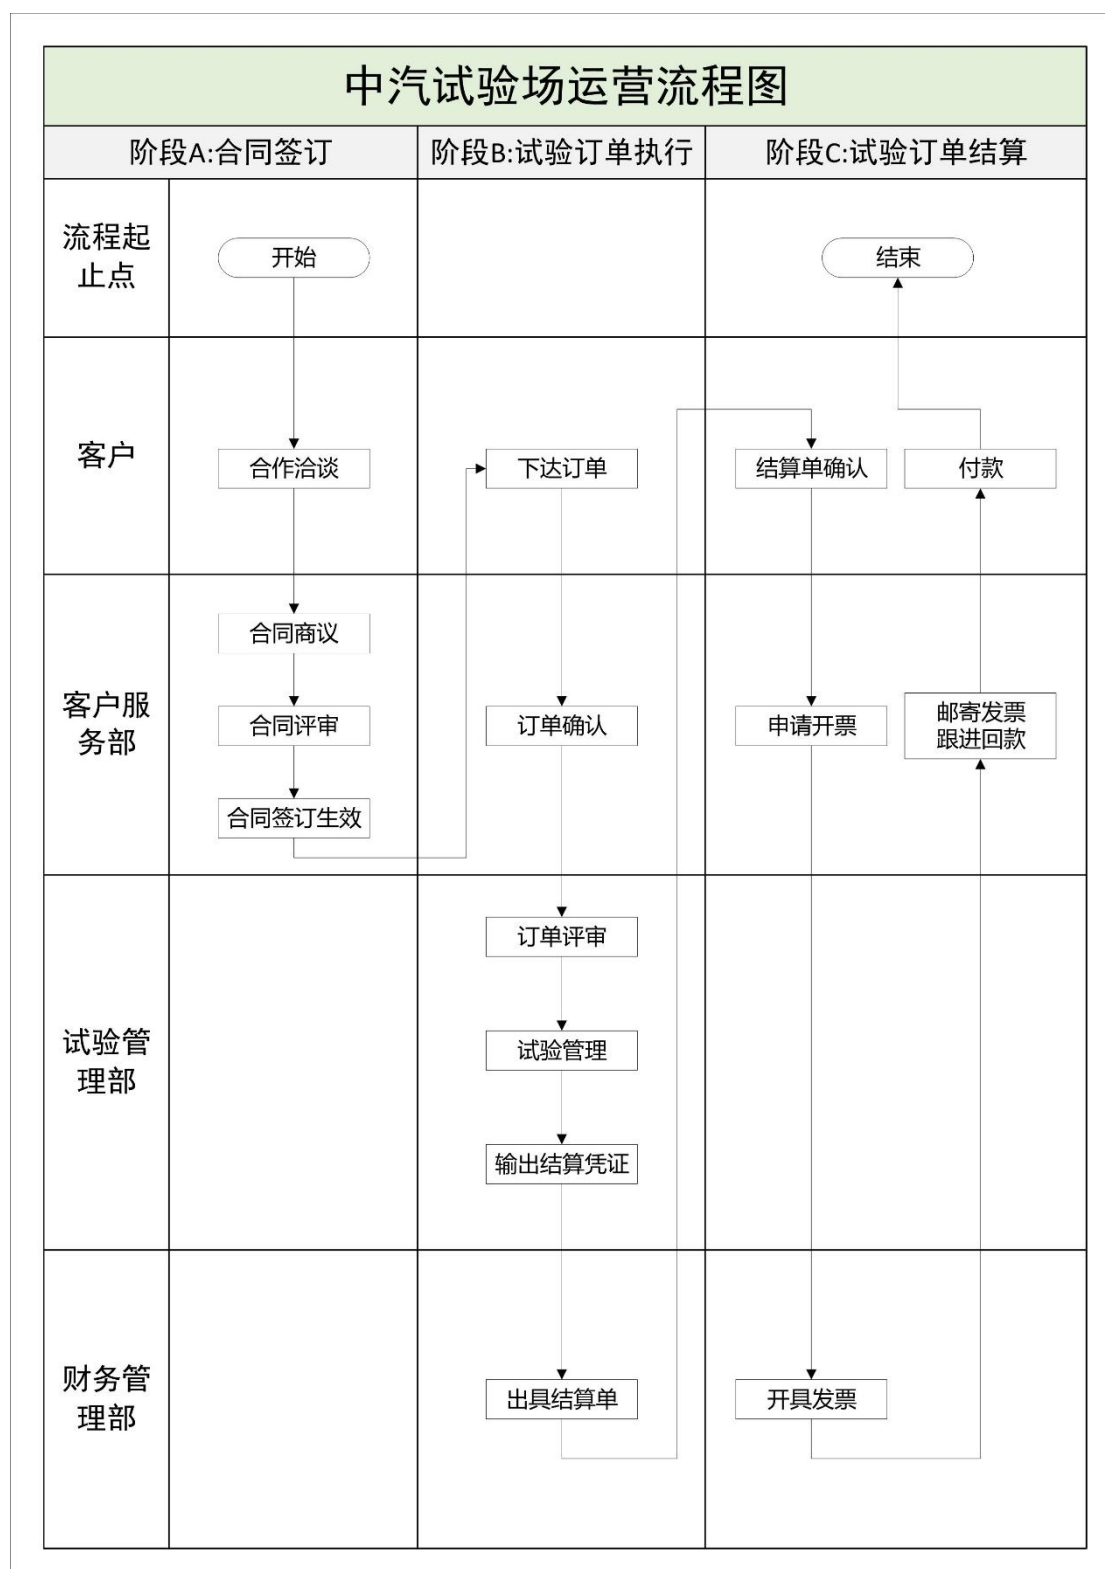 中汽试验场运营流程图
阶段A:合同签订
阶段B:试验订单执行
阶段C:试验订单结算
流程起
止点
开始
结束
客户
合作洽谈
下达订单
结算单确认
付款
客户服
务部
合同商议
合同评审
合同签订生效
订单确认
申请开票
邮寄发票
跟进回款
试验管
理部
订单评审
试验管理
输出结算凭证
财务管
理部
出具结算单
开具发票